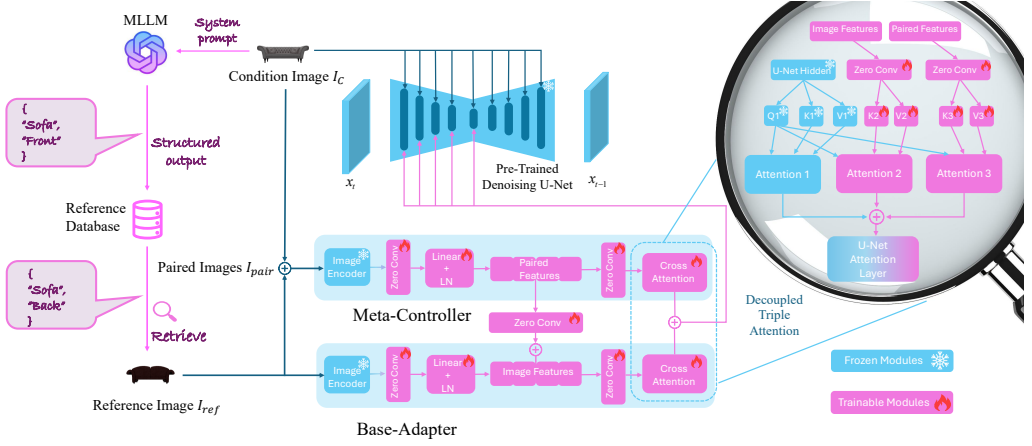 MLLM
System
prompt
Condition Image I_C
{
“Sofa”,
“Front”
}
Structured
output
Reference
Database
Paired Images I_pair
{
“Sofa”,
“Back”
}
Retrieve
Reference Image I_ref
x_t
Pre-Trained
Denoising U-Net
x_{t-1}
Image
Encoder
Zero Conv
Linear
+
LN
Paired
Features
Zero Conv
Cross
Attention
Meta-Controller
Zero Conv
Image
Encoder
Zero Conv
Linear
+
LN
Image Features
Zero Conv
Cross
Attention
Base-Adapter
Image Features
Paired Features
U-Net Hidden
Zero Conv
Zero Conv
Q1
K1
V1
K2
V2
K3
V3
Attention 1
Attention 2
Attention 3
U-Net
Attention
Layer
Decoupled
Triple
Attention
Frozen Modules
Trainable Modules